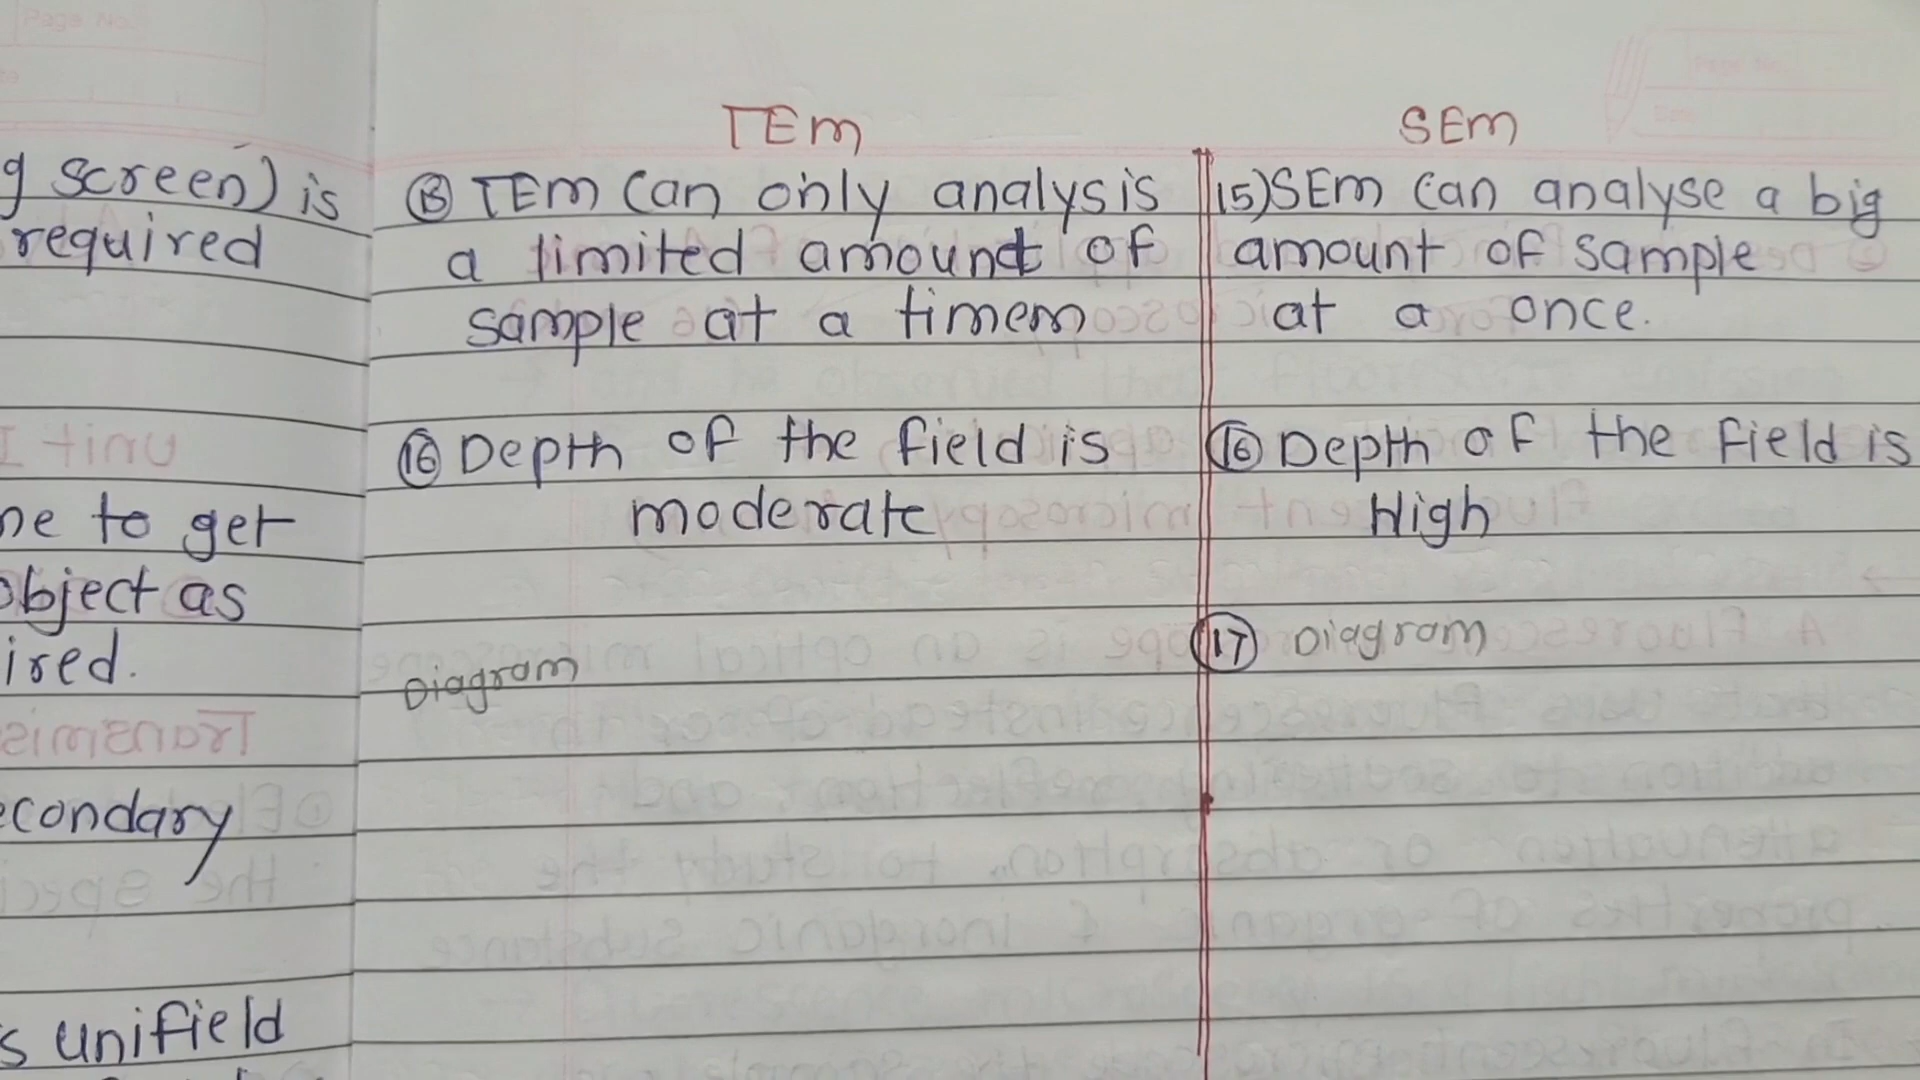 g screen) is
required
ne to get
object as
ired.
econdary
s unifield
TEm
⑮ TEm can only analysis
a limited amount of
sample at a timem
⑯ Depth of the field is
moderate
Diagram
SEm
15) SEm can analyse a big
amount of sample
at a once.
⑯ Depth of the field is
High
⑰ Diagram